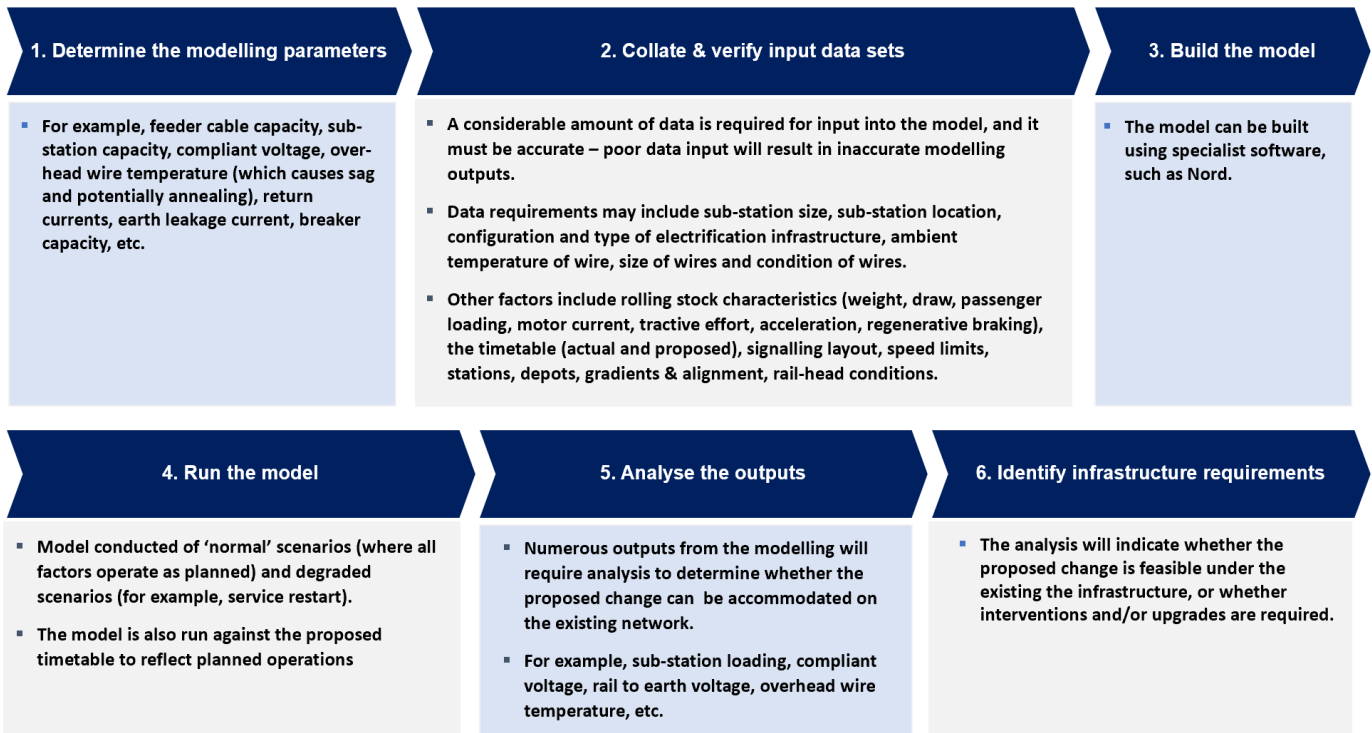 1. Determine the modelling parameters
For example, feeder cable capacity, sub-
station capacity, compliant voltage, over-
head wire temperature (which causes sag
and potentially annealing), return
currents, earth leakage current, breaker
capacity, etc.
2. Collate & verify input data sets
A considerable amount of data is required for input into the model, and it
must be accurate – poor data input will result in inaccurate modelling
outputs.
Data requirements may include sub-station size, sub-station location,
configuration and type of electrification infrastructure, ambient
temperature of wire, size of wires and condition of wires.
Other factors include rolling stock characteristics (weight, draw, passenger
loading, motor current, tractive effort, acceleration, regenerative braking),
the timetable (actual and proposed), signalling layout, speed limits,
stations, depots, gradients & alignment, rail-head conditions.
3. Build the model
The model can be built
using specialist software,
such as Nord.
4. Run the model
Model conducted of ‘normal’ scenarios (where all
factors operate as planned) and degraded
scenarios (for example, service restart).
The model is also run against the proposed
timetable to reflect planned operations
5. Analyse the outputs
Numerous outputs from the modelling will
require analysis to determine whether the
proposed change can be accommodated on
the existing network.
For example, sub-station loading, compliant
voltage, rail to earth voltage, overhead wire
temperature, etc.
6. Identify infrastructure requirements
The analysis will indicate whether the
proposed change is feasible under the
existing the infrastructure, or whether
interventions and/or upgrades are required.